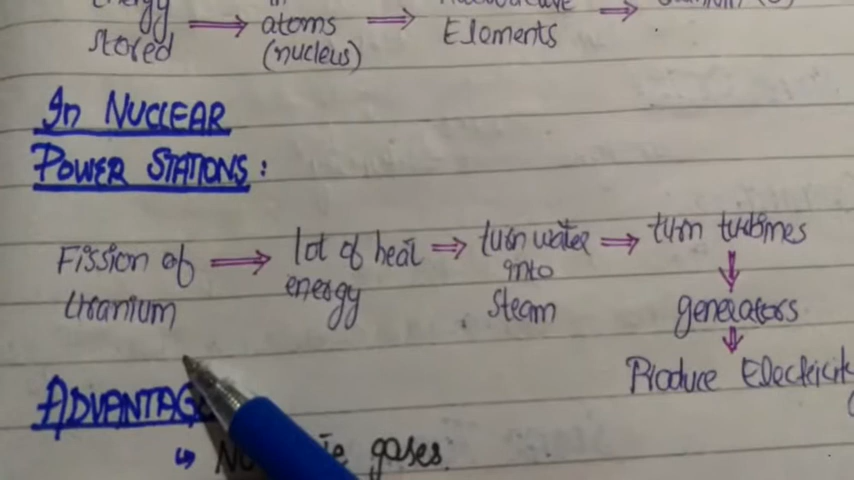 stored ⟹ atoms ⟹ Elements ⟹
(nucleus)
In NUCLEAR
POWER STATIONS:
Fission of ⟹ lot of heat ⟹ turn water ⟹ turn turbines
Uranium energy into
steam
generators
Produce
ADVANTAG
gases.